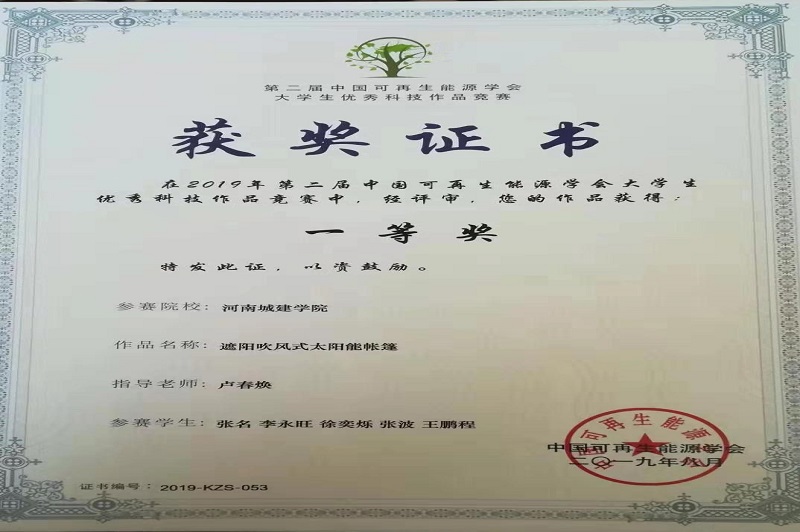 第二届中国可再生能源学会
大学生优秀科技作品竞赛
获奖证书
在2019年第二届中国可再生能源学会大学生
优秀科技作品竞赛中，经评审，您的作品获得：
一等奖
特发此证，以资鼓励。
参赛院校：河南城建学院
作品名称：遮阳吹风式太阳能帐篷
指导老师：卢春焕
参赛学生：张名 李永旺 徐奕烁 张波 王鹏程
中国可再生能源学会
二〇一九年 月
证书编号：2019-KZS-053